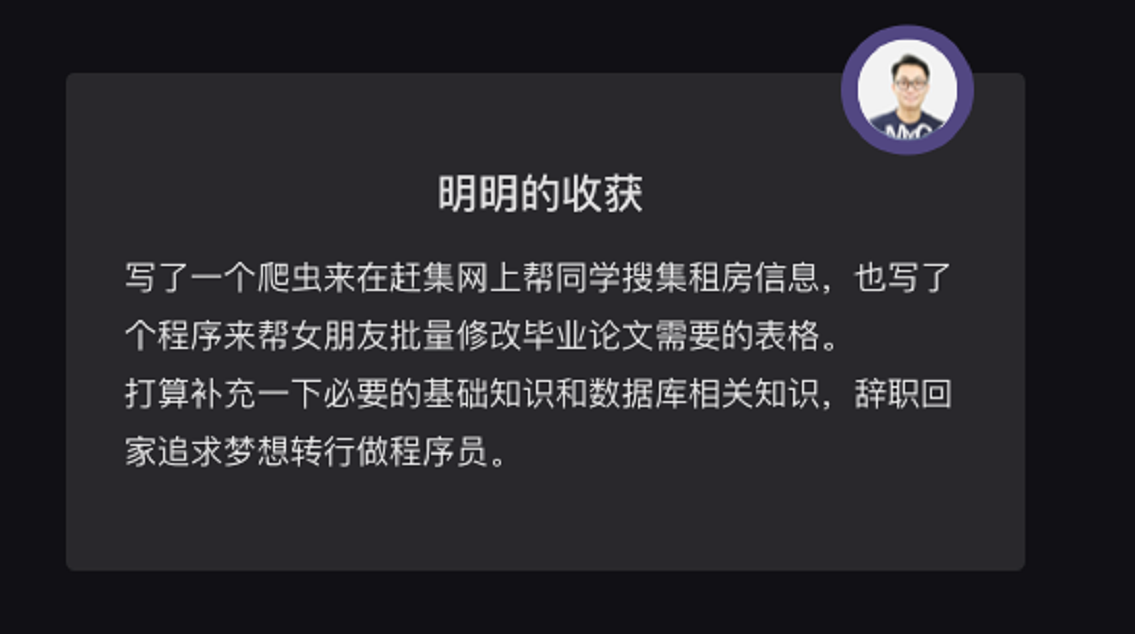 明明的收获
写了一个爬虫来在赶集网上帮同学搜集租房信息，也写了
个程序来帮女朋友批量修改毕业论文需要的表格。
打算补充一下必要的基础知识和数据库相关知识，辞职回
家追求梦想转行做程序员。